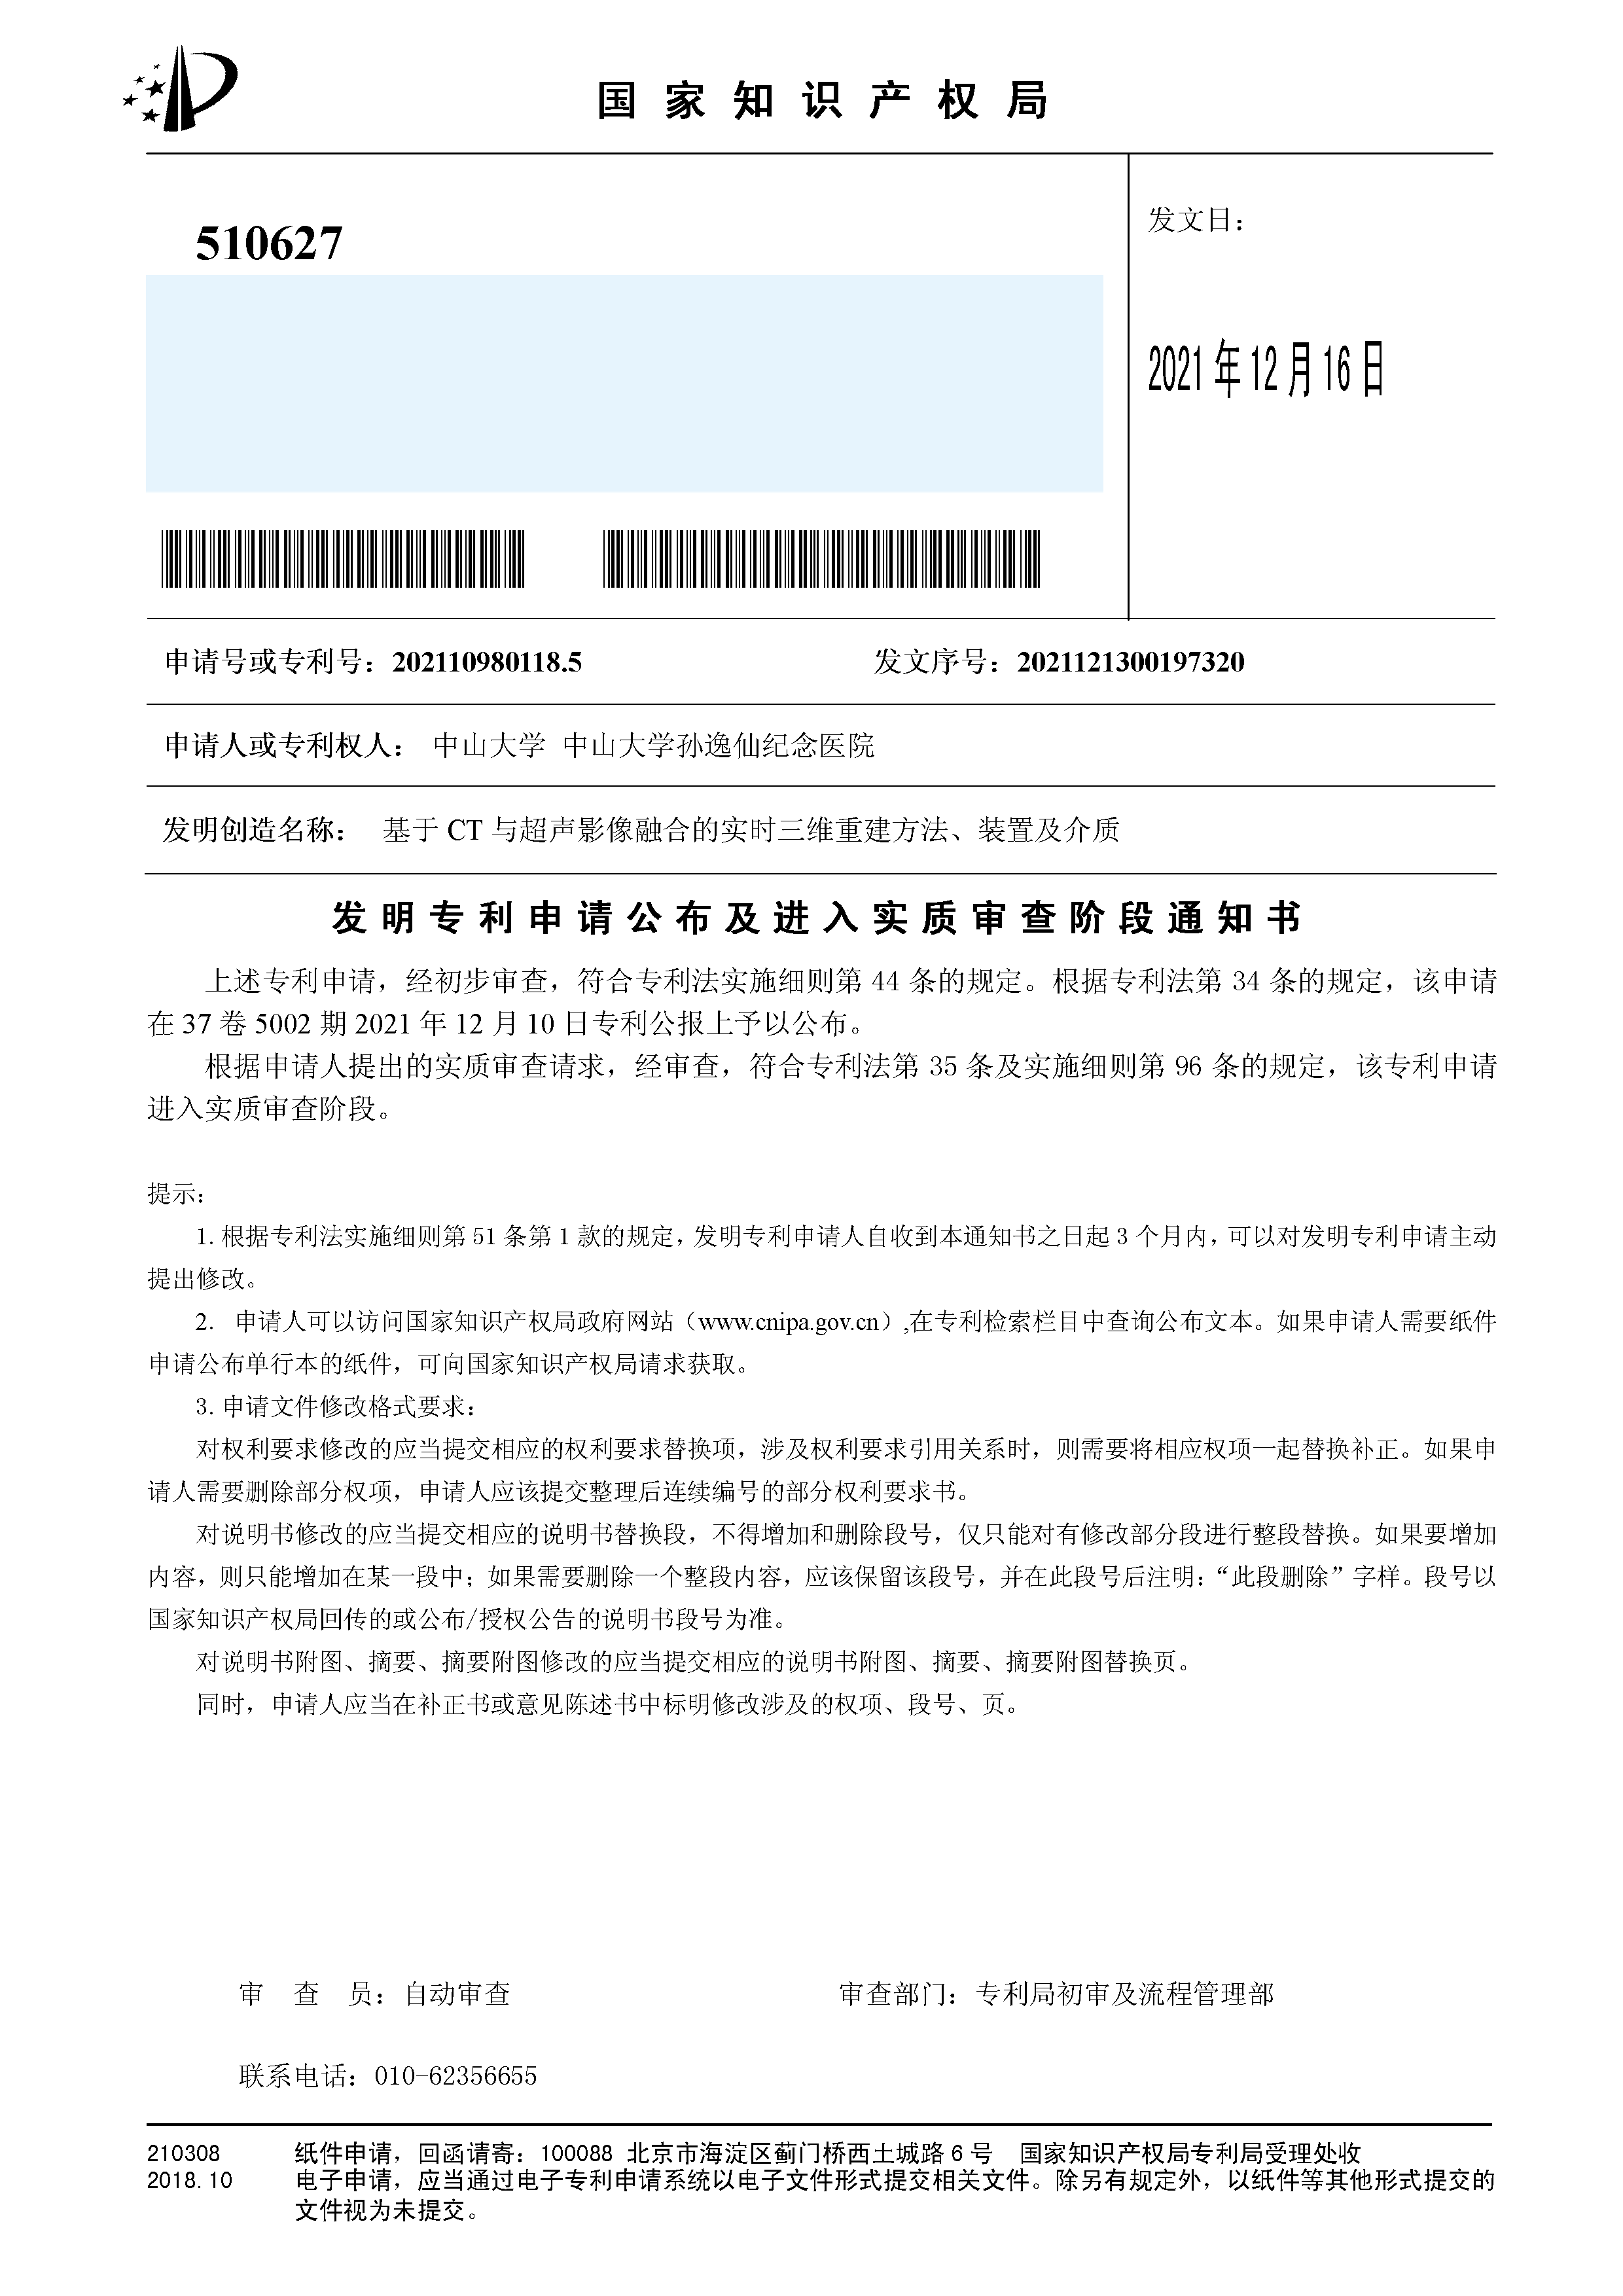 国家知识产权局
510627
发文日：
2021年12月16日
申请号或专利号：202110980118.5 发文序号：2021121300197320
申请人或专利权人： 中山大学 中山大学孙逸仙纪念医院
发明创造名称： 基于 CT 与超声影像融合的实时三维重建方法、装置及介质
发明专利申请公布及进入实质审查阶段通知书
上述专利申请，经初步审查，符合专利法实施细则第 44 条的规定。根据专利法第 34 条的规定，该申请
在 37 卷 5002 期 2021 年 12 月 10 日专利公报上予以公布。
根据申请人提出的实质审查请求，经审查，符合专利法第 35 条及实施细则第 96 条的规定，该专利申请
进入实质审查阶段。
提示：
1. 根据专利法实施细则第 51 条第 1 款的规定，发明专利申请人自收到本通知书之日起 3 个月内，可以对发明专利申请主动
提出修改。
2. 申请人可以访问国家知识产权局政府网站（www.cnipa.gov.cn）,在专利检索栏目中查询公布文本。如果申请人需要纸件
申请公布单行本的纸件，可向国家知识产权局请求获取。
3. 申请文件修改格式要求：
对权利要求修改的应当提交相应的权利要求替换项，涉及权利要求引用关系时，则需要将相应权项一起替换补正。如果申
请人需要删除部分权项，申请人应该提交整理后连续编号的部分权利要求书。
对说明书修改的应当提交相应的说明书替换段，不得增加和删除段号，仅只能对有修改部分段进行整段替换。如果要增加
内容，则只能增加在某一段中；如果需要删除一个整段内容，应该保留该段号，并在此段号后注明：“此段删除”字样。段号以
国家知识产权局回传的或公布/授权公告的说明书段号为准。
对说明书附图、摘要、摘要附图修改的应当提交相应的说明书附图、摘要、摘要附图替换页。
同时，申请人应当在补正书或意见陈述书中标明修改涉及的权项、段号、页。
审 查 员：自动审查 审查部门：专利局初审及流程管理部
联系电话：010-62356655
210308 纸件申请，回函请寄：100088 北京市海淀区蓟门桥西土城路 6 号 国家知识产权局专利局受理处收
2018.10 电子申请，应当通过电子专利申请系统以电子文件形式提交相关文件。除另有规定外，以纸件等其他形式提交的
文件视为未提交。